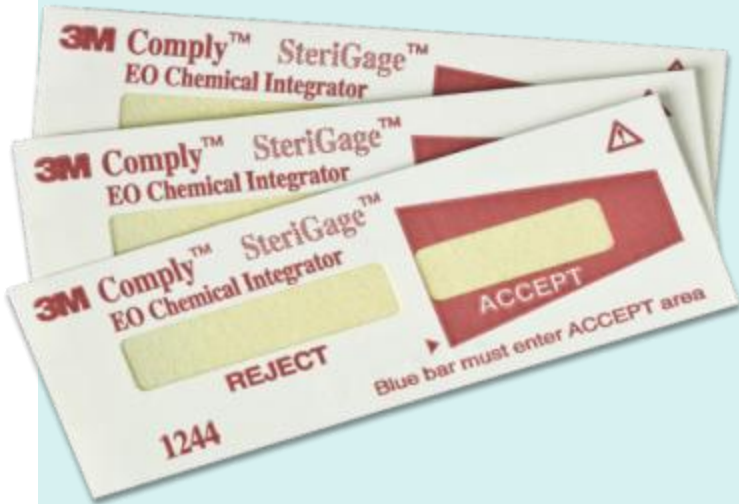 3M Comply™ SteriGage™
EO Chemical Integrator
3M Comply™ SteriGage™
EO Chemical Integrator
3M Comply™ SteriGage™
EO Chemical Integrator
REJECT
ACCEPT
Blue bar must enter ACCEPT area
1244